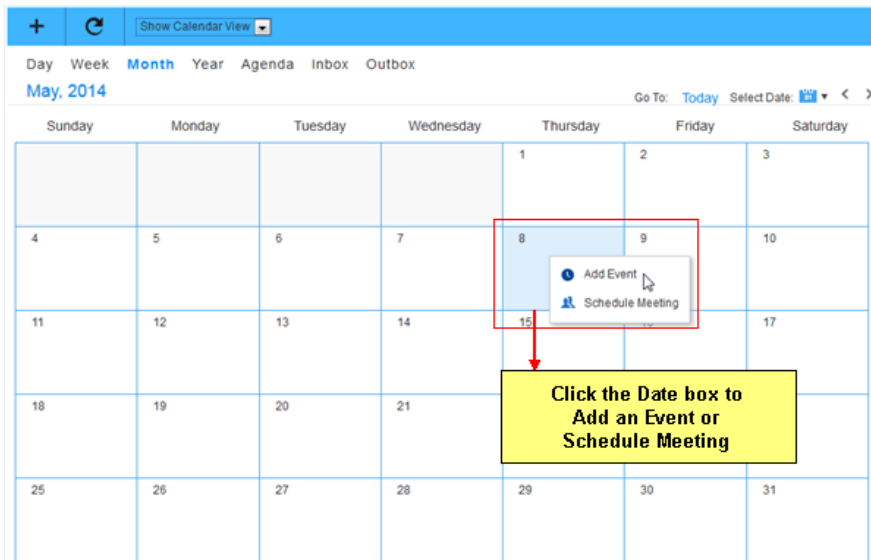 + Show Calendar View
Day Week Month Year Agenda Inbox Outbox
May, 2014
Go To: Today Select Date:
Sunday Monday Tuesday Wednesday Thursday Friday Saturday
1 2 3
4 5 6 7 8 9 10
Add Event
Schedule Meeting
11 12 13 14 15 17
Click the Date box to
Add an Event or
Schedule Meeting
18 19 20 21
25 26 27 28 29 30 31